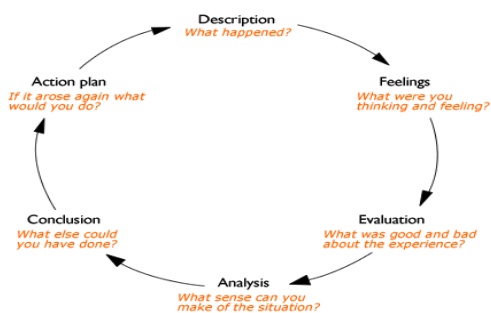 Description
What happened?
Feelings
What were you
thinking and feeling?
Evaluation
What was good and bad
about the experience?
Analysis
What sense can you
make of the situation?
Conclusion
What else could
you have done?
Action plan
If it arose again what
would you do?